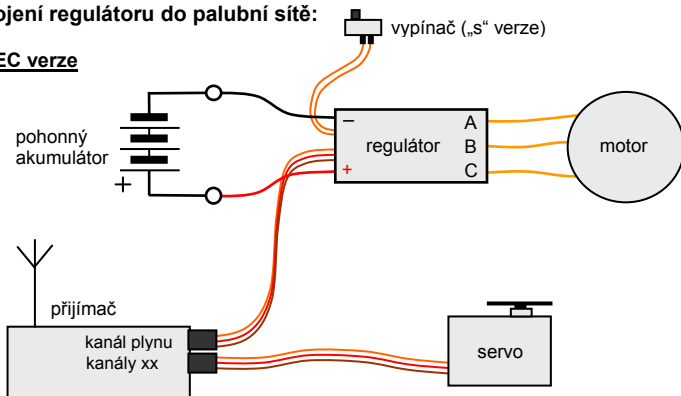 ojení regulátoru do palubní sítě:
EC verze
vypínač („s“ verze)
pohonný
akumulátor
+
−
+
regulátor
A
B
C
motor
přijímač
kanál plynu
kanály xx
servo